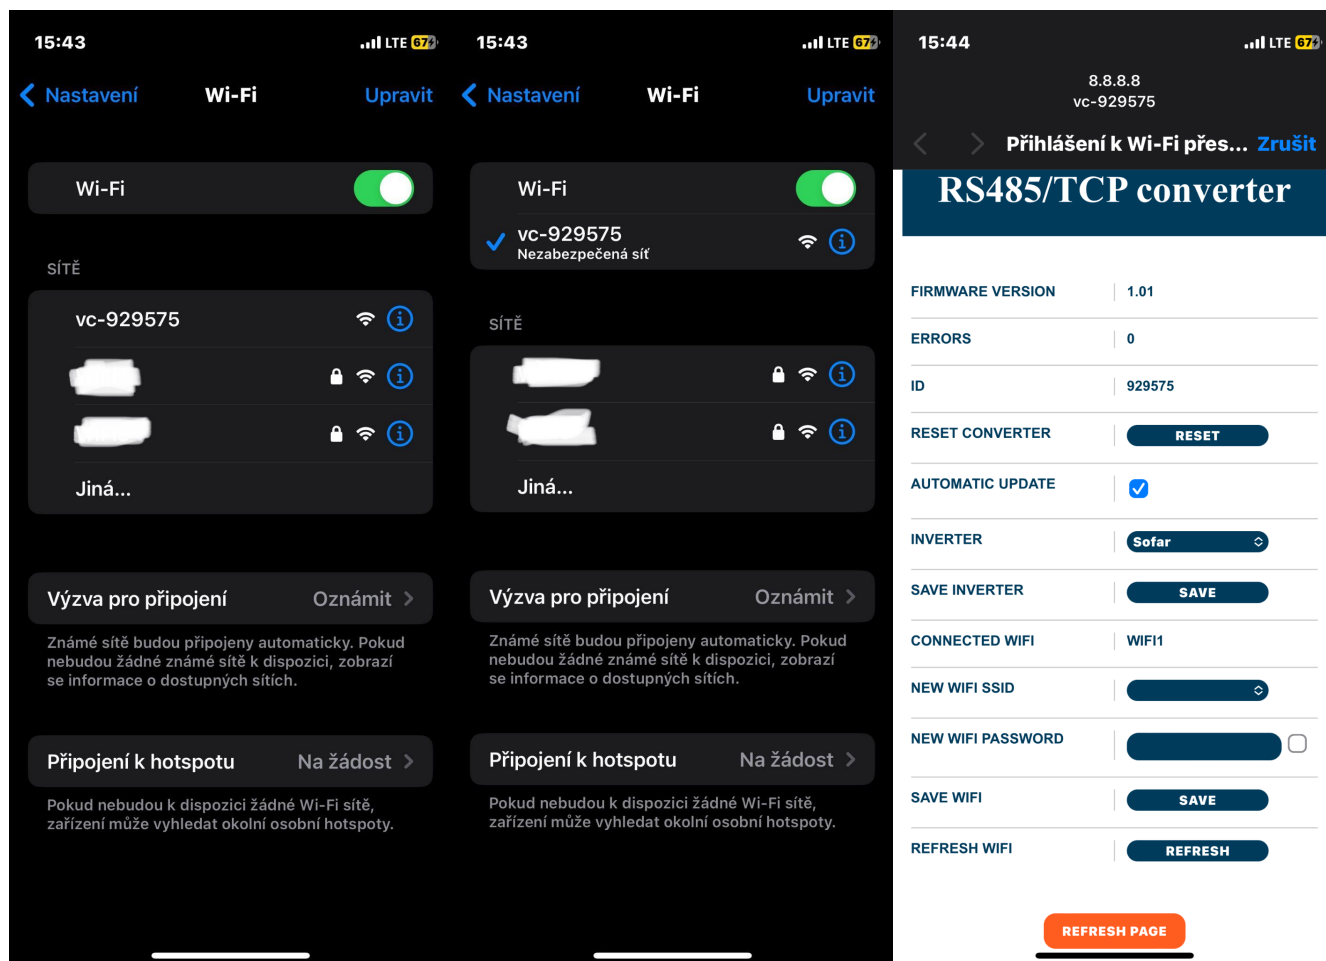 15:43
LTE 67
Nastavení
Wi-Fi
Upravit
Wi-Fi
SÍTĚ
vc-929575
Jiná...
Výzva pro připojení
Oznámit
Známé sítě budou připojeny automaticky. Pokud
nebudou žádné známé sítě k dispozici, zobrazí
se informace o dostupných sítích.
Připojení k hotspotu
Na žádost
Pokud nebudou k dispozici žádné Wi-Fi sítě,
zařízení může vyhledat okolní osobní hotspoty.
15:43
LTE 67
Nastavení
Wi-Fi
Upravit
Wi-Fi
vc-929575
Nezabezpečená síť
SÍTĚ
Jiná...
Výzva pro připojení
Oznámit
Známé sítě budou připojeny automaticky. Pokud
nebudou žádné známé sítě k dispozici, zobrazí
se informace o dostupných sítích.
Připojení k hotspotu
Na žádost
Pokud nebudou k dispozici žádné Wi-Fi sítě,
zařízení může vyhledat okolní osobní hotspoty.
15:44
LTE 67
8.8.8.8
vc-929575
Přihlášení k Wi-Fi přes... Zrušit
RS485/TCP converter
FIRMWARE VERSION 1.01
ERRORS 0
ID 929575
RESET CONVERTER RESET
AUTOMATIC UPDATE
INVERTER Sofar
SAVE INVERTER SAVE
CONNECTED WIFI WIFI1
NEW WIFI SSID
NEW WIFI PASSWORD
SAVE WIFI SAVE
REFRESH WIFI REFRESH
REFRESH PAGE